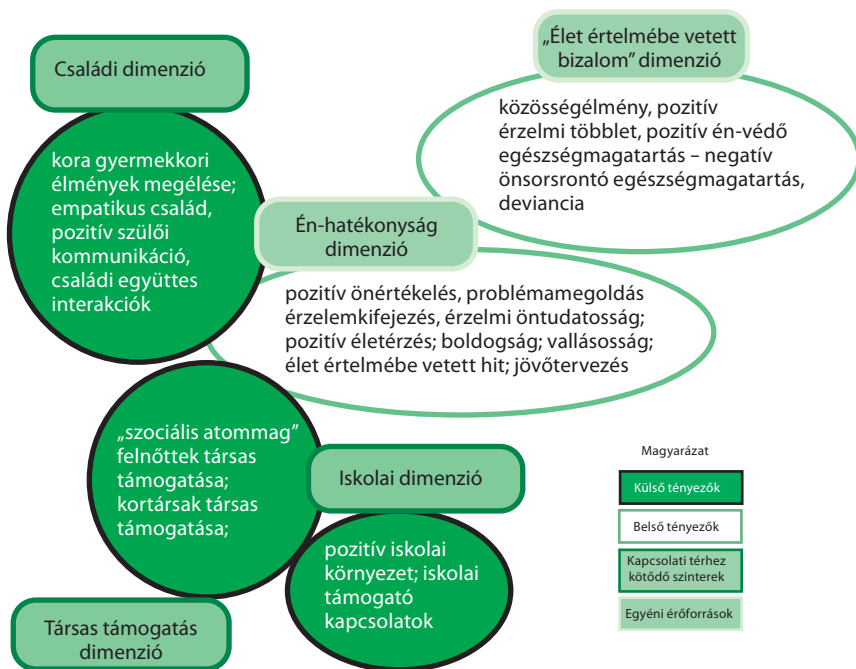 Családi dimenzió
„Élet értelmébe vetett
bizalom” dimenzió
közösségélmény, pozitív
érzelmi többlet, pozitív én-védő
egészségmagatartás – negatív
önsorsrontó egészségmagatartás,
deviancia
kora gyermekkori
élmények megélése;
empatikus család,
pozitív szülői
kommunikáció,
családi együttes
interakciók
Én-hatékonyság
dimenzió
pozitív önértékelés, problémamegoldás
érzelemkifejezés, érzelmi öntudatosság;
pozitív életérzés; boldogság; vallásosság;
élet értelmébe vetett hit; jövőtervezés
„szociális atommag”
felnőttek társas
támogatása;
kortársak társas
támogatása;
Iskolai dimenzió
pozitív iskolai
környezet; iskolai
támogató
kapcsolatok
Társas támogatás
dimenzió
Magyarázat
Külső tényezők
Belső tényezők
Kapcsolati térhez
kötődő szinterek
Egyéni erőforrások